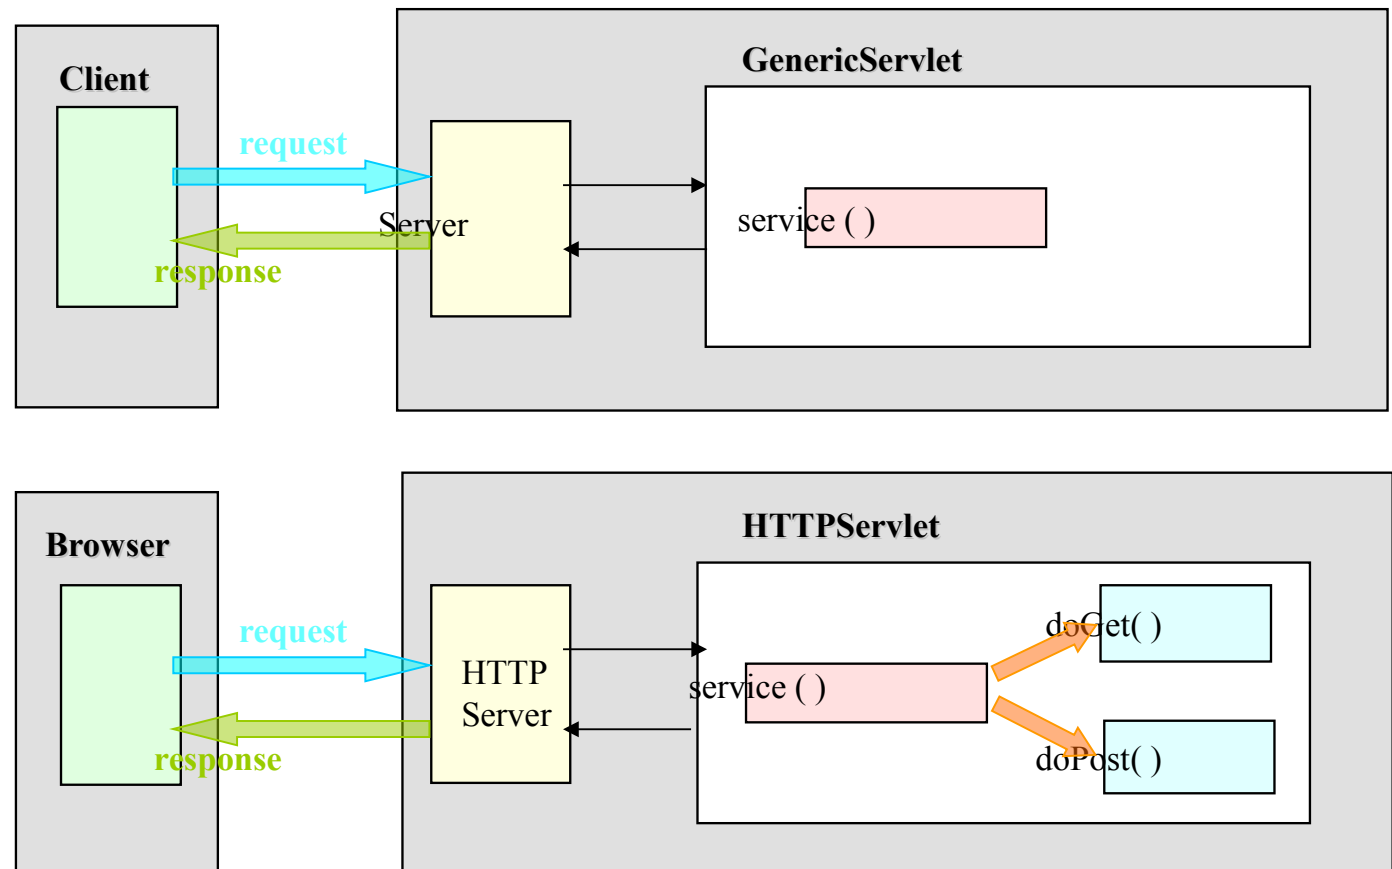 GenericServlet
Client
request
Server
service ( )
response
HTTPServlet
Browser
request
doGet( )
HTTP
Server
service ( )
response
doPost( )